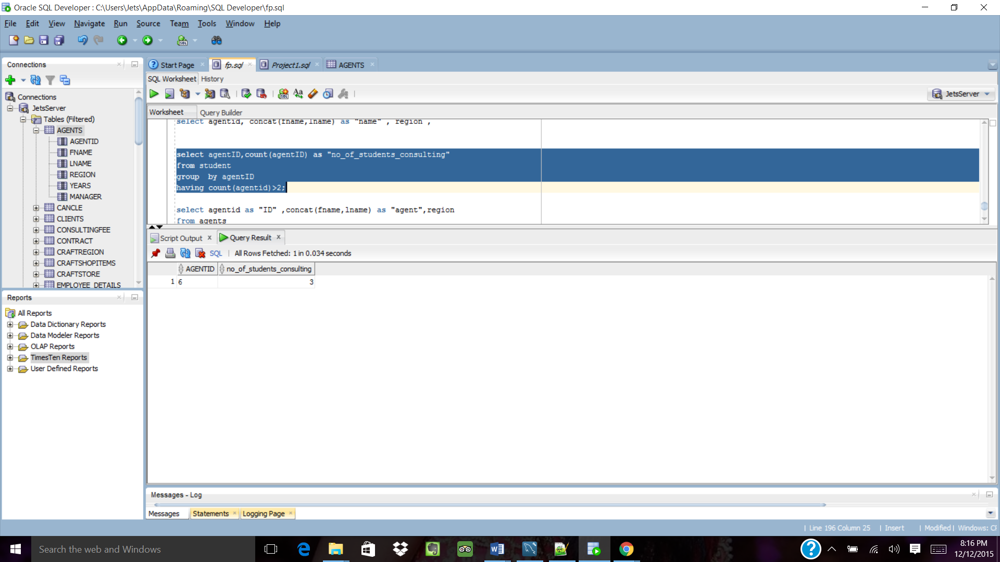 Oracle SQL Developer : C:\Users\Jets\AppData\Roaming\SQL Developer\fp.sql
File Edit View Navigate Run Source Team Tools Window Help
Connections
Connections
JetsServer
Tables (Filtered)
AGENTS
AGENTID
FNAME
LNAME
REGION
YEARS
MANAGER
CANCLE
CLIENTS
CONSULTINGFEE
CONTRACT
CRAFTREGION
CRAFTSHOPITEMS
CRAFTSTORE
EMPLOYEE_DETAILS
Reports
All Reports
Data Dictionary Reports
Data Modeler Reports
OLAP Reports
TimesTen Reports
User Defined Reports
Start Page fp.sql Project1.sql AGENTS
SQL Worksheet History
JetsServer
Worksheet Query Builder
select agentid, concat(fname,lname) as "name" , region ,
select agentID,count(agentID) as "no_of_students_consulting"
from student
group  by agentID
having count(agentid)>2;
select agentid as "ID" ,concat(fname,lname) as "agent",region
from agents
Script Output Query Result
SQL All Rows Fetched: 1 in 0.034 seconds
AGENTID no_of_students_consulting
1 6 3
Messages - Log
Messages Statements Logging Page
Line 196 Column 25 Insert Modified Windows: CF
Search the web and Windows
8:16 PM
12/12/2015